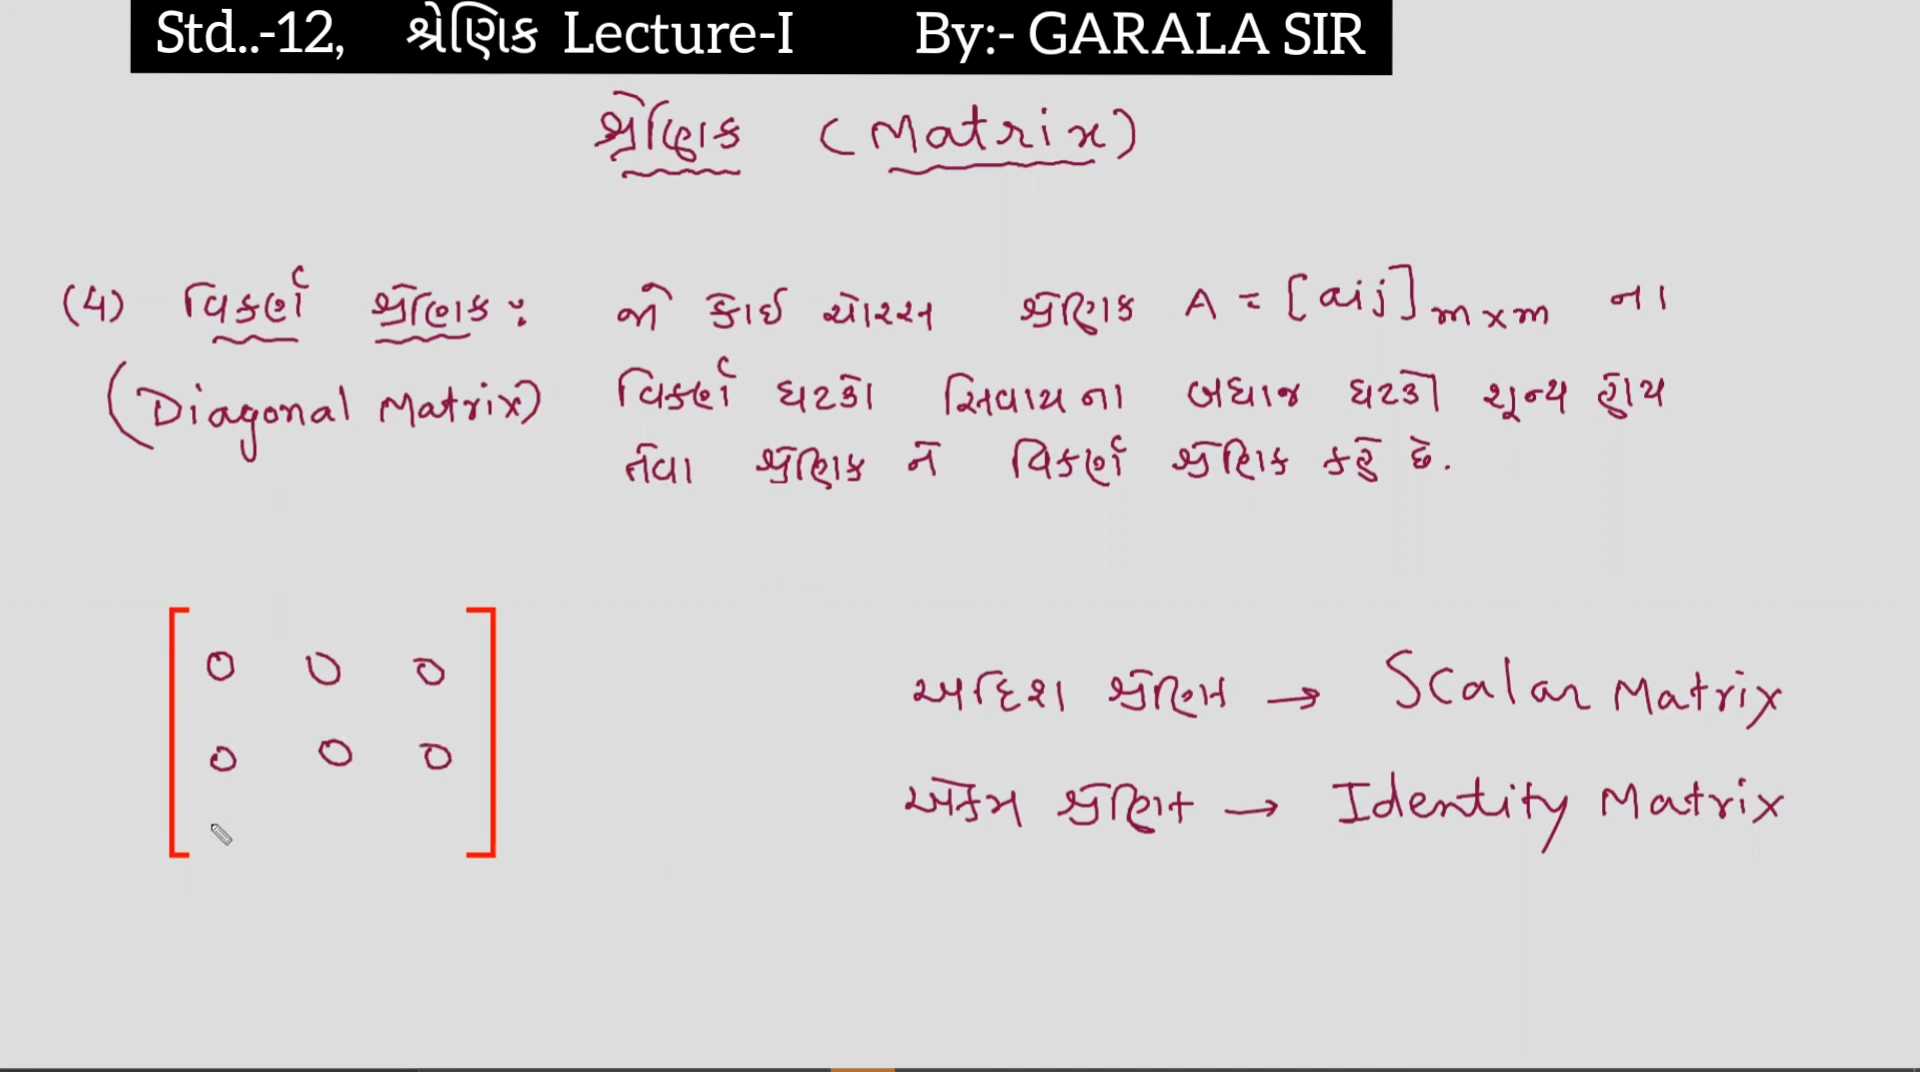 Std..-12, શ્રેણિક Lecture-I By:- GARALA SIR
શ્રેણિક (Matrix)
(4) વિકર્ણ શ્રેણિક : જો કોઈ ચોરસ શ્રેણિક A = [aij]m×m ના
(Diagonal Matrix) વિકર્ણ ઘટકો સિવાય ના બધાજ ઘટકો શૂન્ય હોય
તેવા શ્રેણિક ને વિકર્ણ શ્રેણિક કહે છે.
0 0 0
0 0 0
અદિશ શ્રેણિક → Scalar Matrix
એકમ શ્રેણિક → Identity Matrix